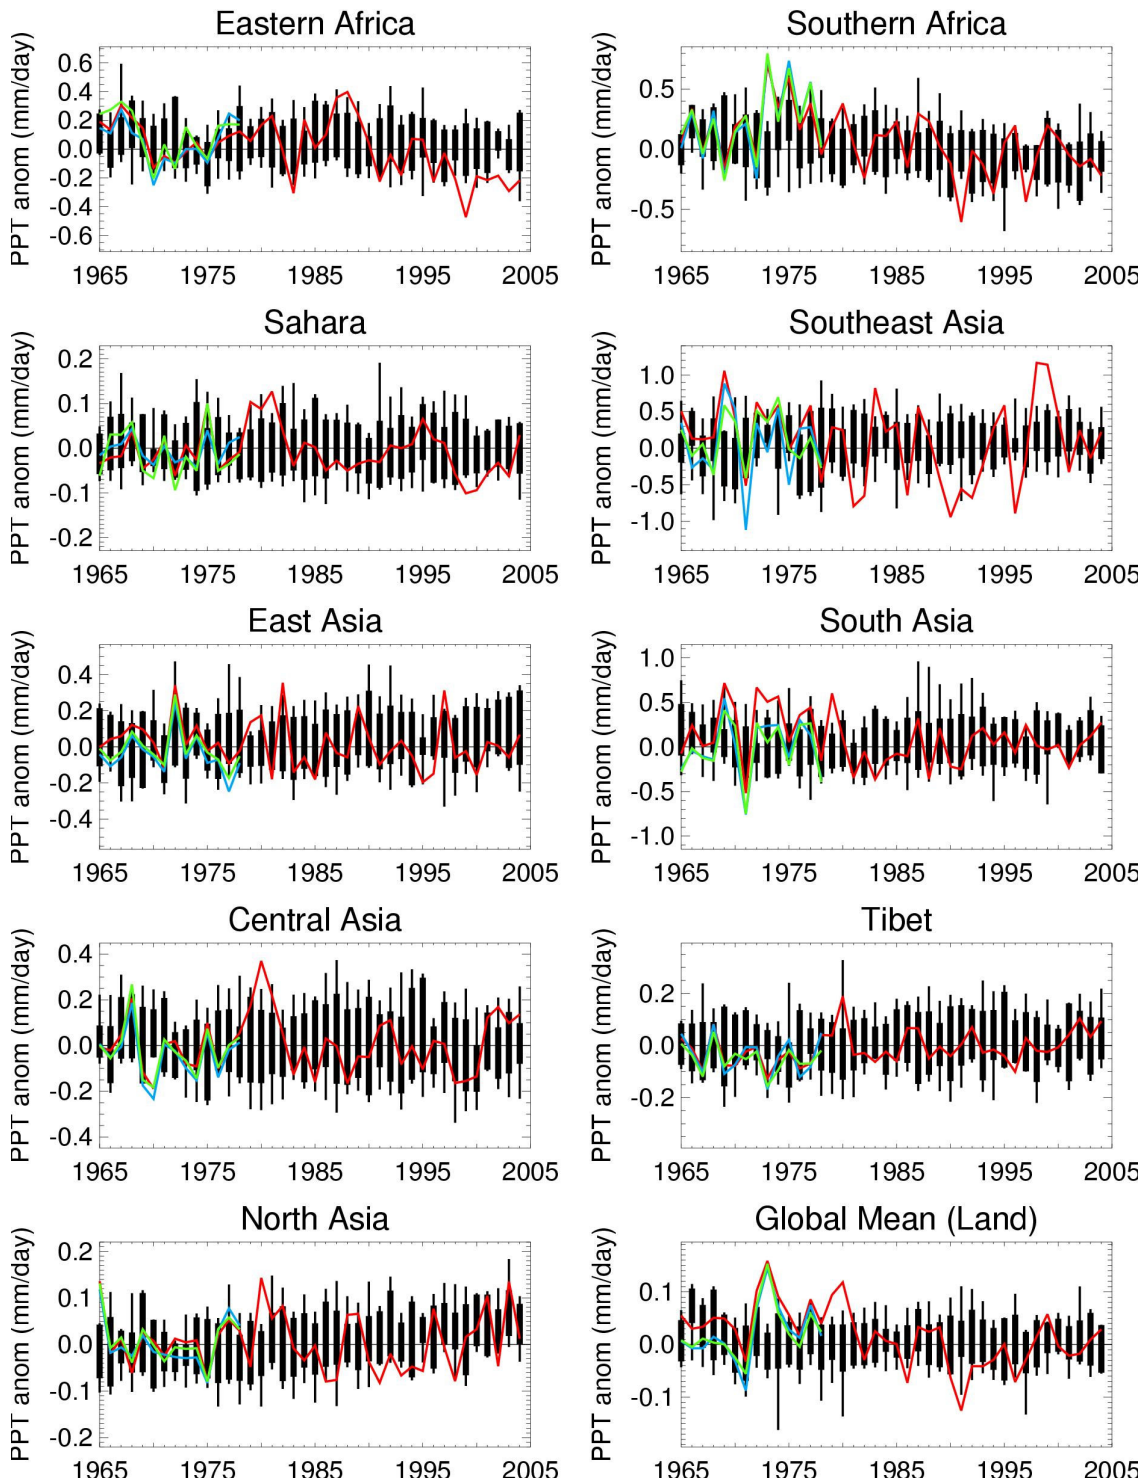 Eastern Africa
PPT anom (mm/day)
0.6
0.4
0.2
0.0
-0.2
-0.4
-0.6
1965 1975 1985 1995 2005
Southern Africa
PPT anom (mm/day)
0.5
0.0
-0.5
1965 1975 1985 1995 2005
Sahara
PPT anom (mm/day)
0.2
0.1
0.0
-0.1
-0.2
1965 1975 1985 1995 2005
Southeast Asia
PPT anom (mm/day)
1.0
0.5
0.0
-0.5
-1.0
1965 1975 1985 1995 2005
East Asia
PPT anom (mm/day)
0.4
0.2
0.0
-0.2
-0.4
1965 1975 1985 1995 2005
South Asia
PPT anom (mm/day)
1.0
0.5
0.0
-0.5
-1.0
1965 1975 1985 1995 2005
Central Asia
PPT anom (mm/day)
0.4
0.2
0.0
-0.2
-0.4
1965 1975 1985 1995 2005
Tibet
PPT anom (mm/day)
0.2
0.0
-0.2
1965 1975 1985 1995 2005
North Asia
PPT anom (mm/day)
0.2
0.1
0.0
-0.1
-0.2
1965 1975 1985 1995 2005
Global Mean (Land)
PPT anom (mm/day)
0.1
0.0
-0.1
1965 1975 1985 1995 2005